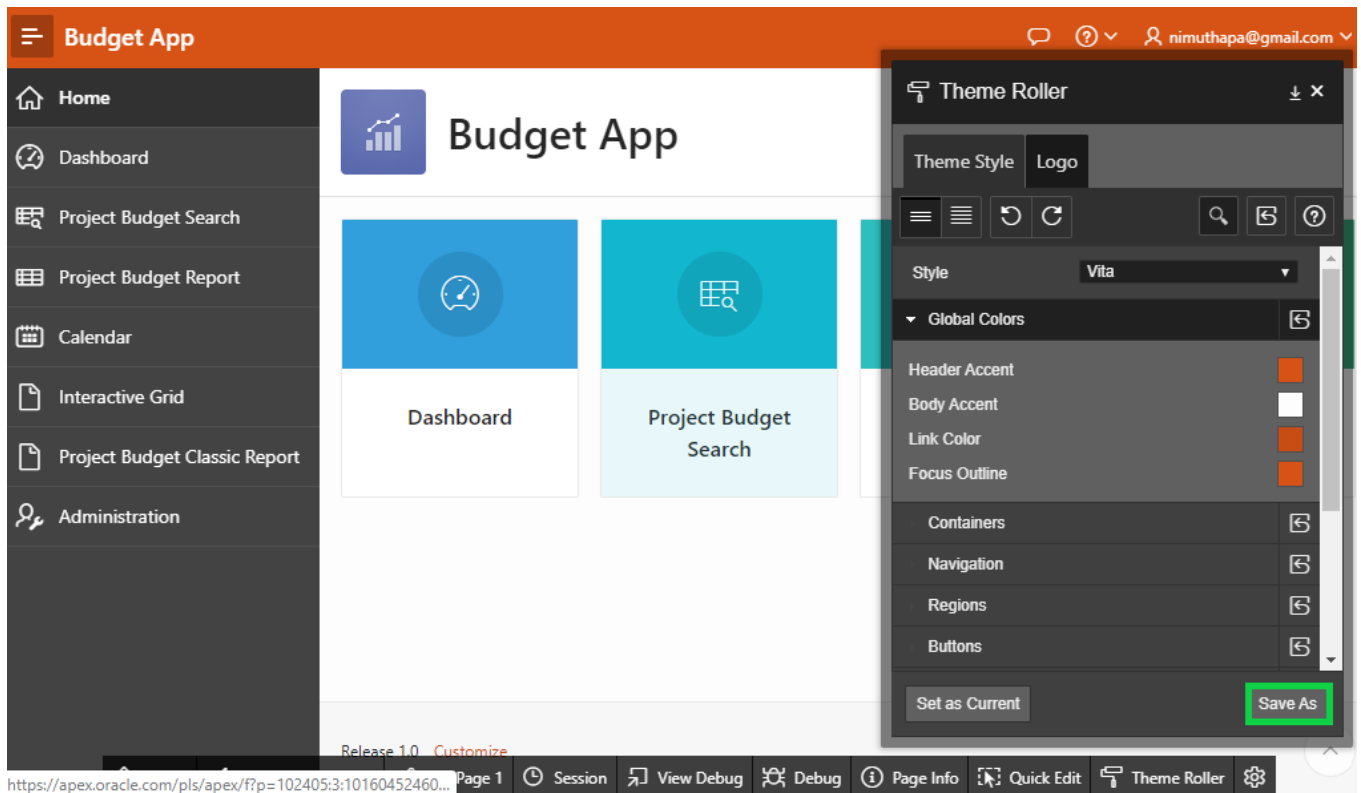 Budget App
nimuthapa@gmail.com
Home
Dashboard
Project Budget Search
Project Budget Report
Calendar
Interactive Grid
Project Budget Classic Report
Administration
Budget App
Dashboard
Project Budget
Search
Release 1.0 Customize
Theme Roller
Theme Style Logo
Style Vita
Global Colors
Header Accent
Body Accent
Link Color
Focus Outline
Containers
Navigation
Regions
Buttons
Set as Current Save As
https://apex.oracle.com/pls/apex/f?p=102405:3:10160452460...
Page 1 Session View Debug Debug Page Info Quick Edit Theme Roller